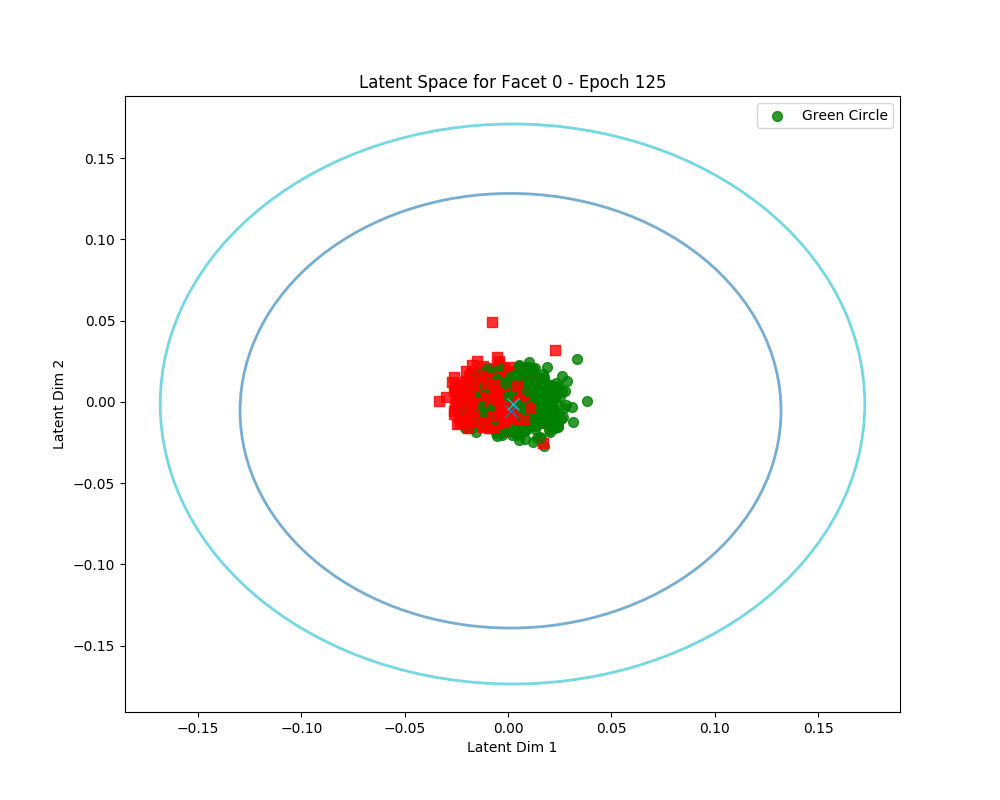 Latent Space for Facet 0 - Epoch 125
Green Circle
0.15
0.10
0.05
0.00
−0.05
−0.10
−0.15
Latent Dim 2
−0.15 −0.10 −0.05 0.00 0.05 0.10 0.15
Latent Dim 1